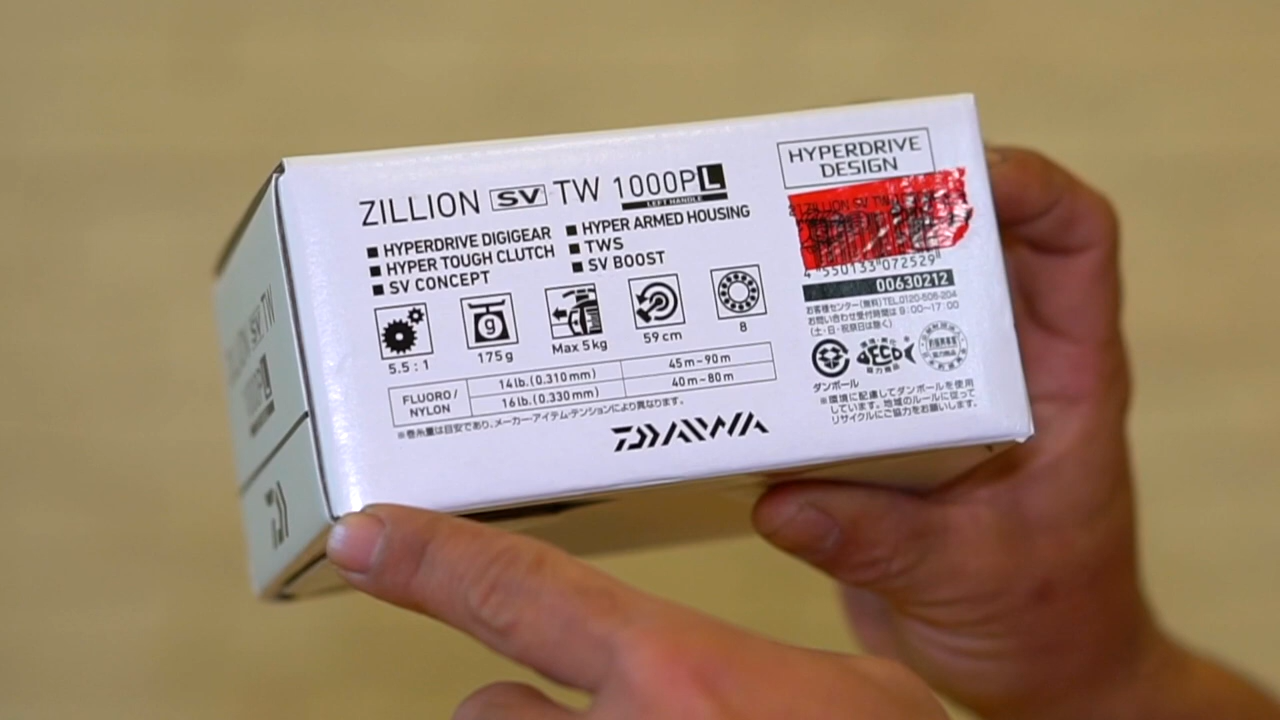 ZILLION SV TW 1000PL
LEFT HANDLE
■ HYPERDRIVE DIGIGEAR
■ HYPER TOUGH CLUTCH
■ SV CONCEPT
■ HYPER ARMED HOUSING
■ TWS
■ SV BOOST
5.5 : 1
g
175g
Max 5kg
59cm
8
FLUORO / NYLON
14lb.(0.310mm) 45m-90m
16lb.(0.330mm) 40m-80m
※巻糸量は目安であり、メーカー・アイテム・テンションにより異なります。
DAIWA
HYPERDRIVE
DESIGN
4 550133 072529
00630212
お客様センター(無料)TEL.0120-506-204
お問い合わせ受付時間は9:00~17:00
(土・日・祝祭日は除く)
ECO
ダンボール
※環境に配慮してダンボールを使用
しています。地域のルールに従って
リサイクルにご協力をお願いします。
ZILLION SV TW
1000PL